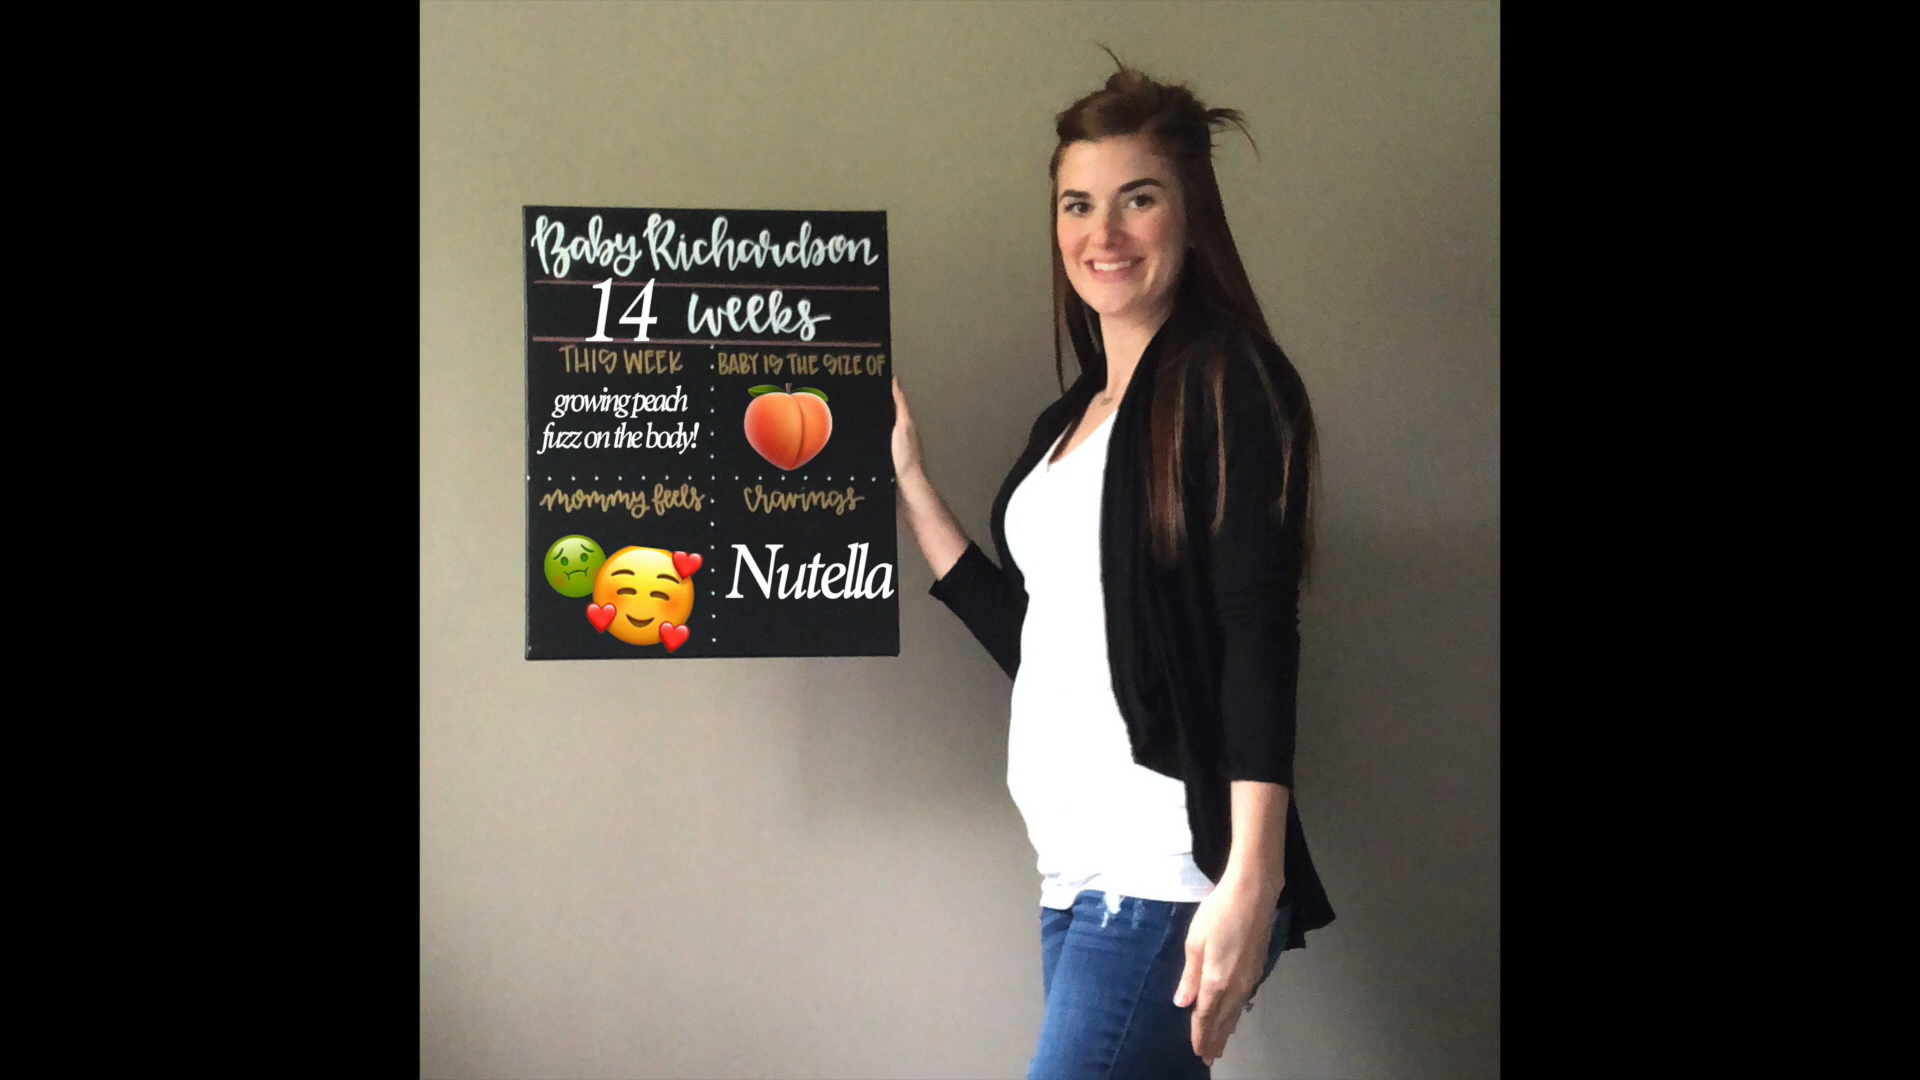 Baby Richardson
14 weeks
THIS WEEK
growing peach
fuzz on the body!
BABY IS THE SIZE OF
mommy feels
cravings
Nutella